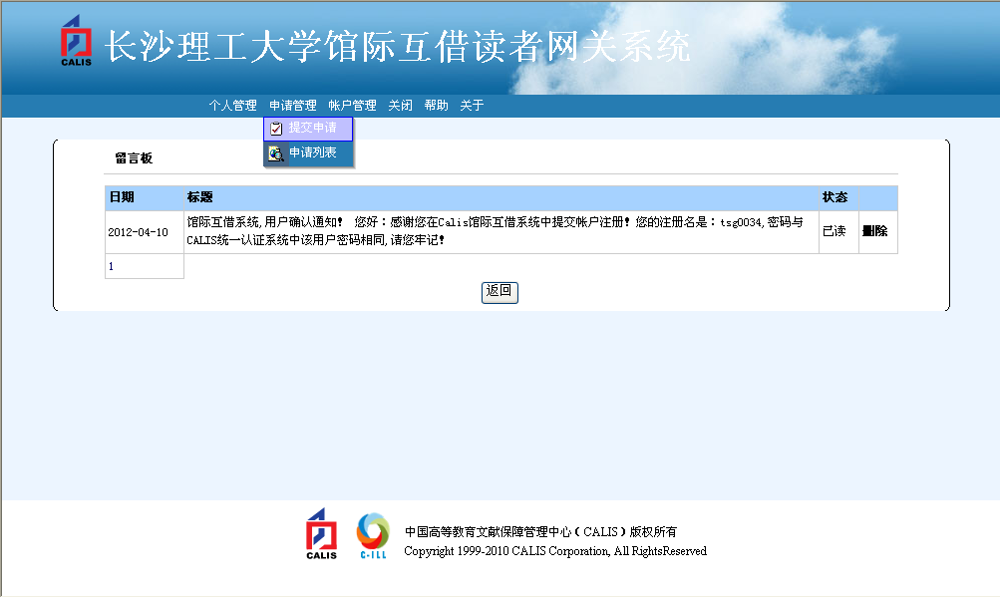 CALIS
长沙理工大学馆际互借读者网关系统
个人管理 申请管理 帐户管理 关闭 帮助 关于
提交申请
申请列表
留言板
日期 标题 状态
2012-04-10 馆际互借系统,用户确认通知! 您好:感谢您在Calis馆际互借系统中提交帐户注册!您的注册名是:tsg0034,密码与 已读 删除
CALIS统一认证系统中该用户密码相同,请您牢记!
1
返回
CALIS
C-ILL
中国高等教育文献保障管理中心(CALIS)版权所有
Copyright 1999-2010 CALIS Corporation, All RightsReserved